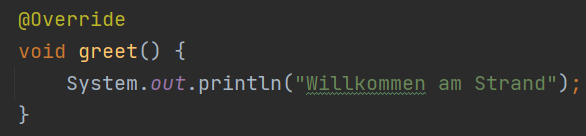 @Override
void greet() {
    System.out.println("Willkommen am Strand");
}